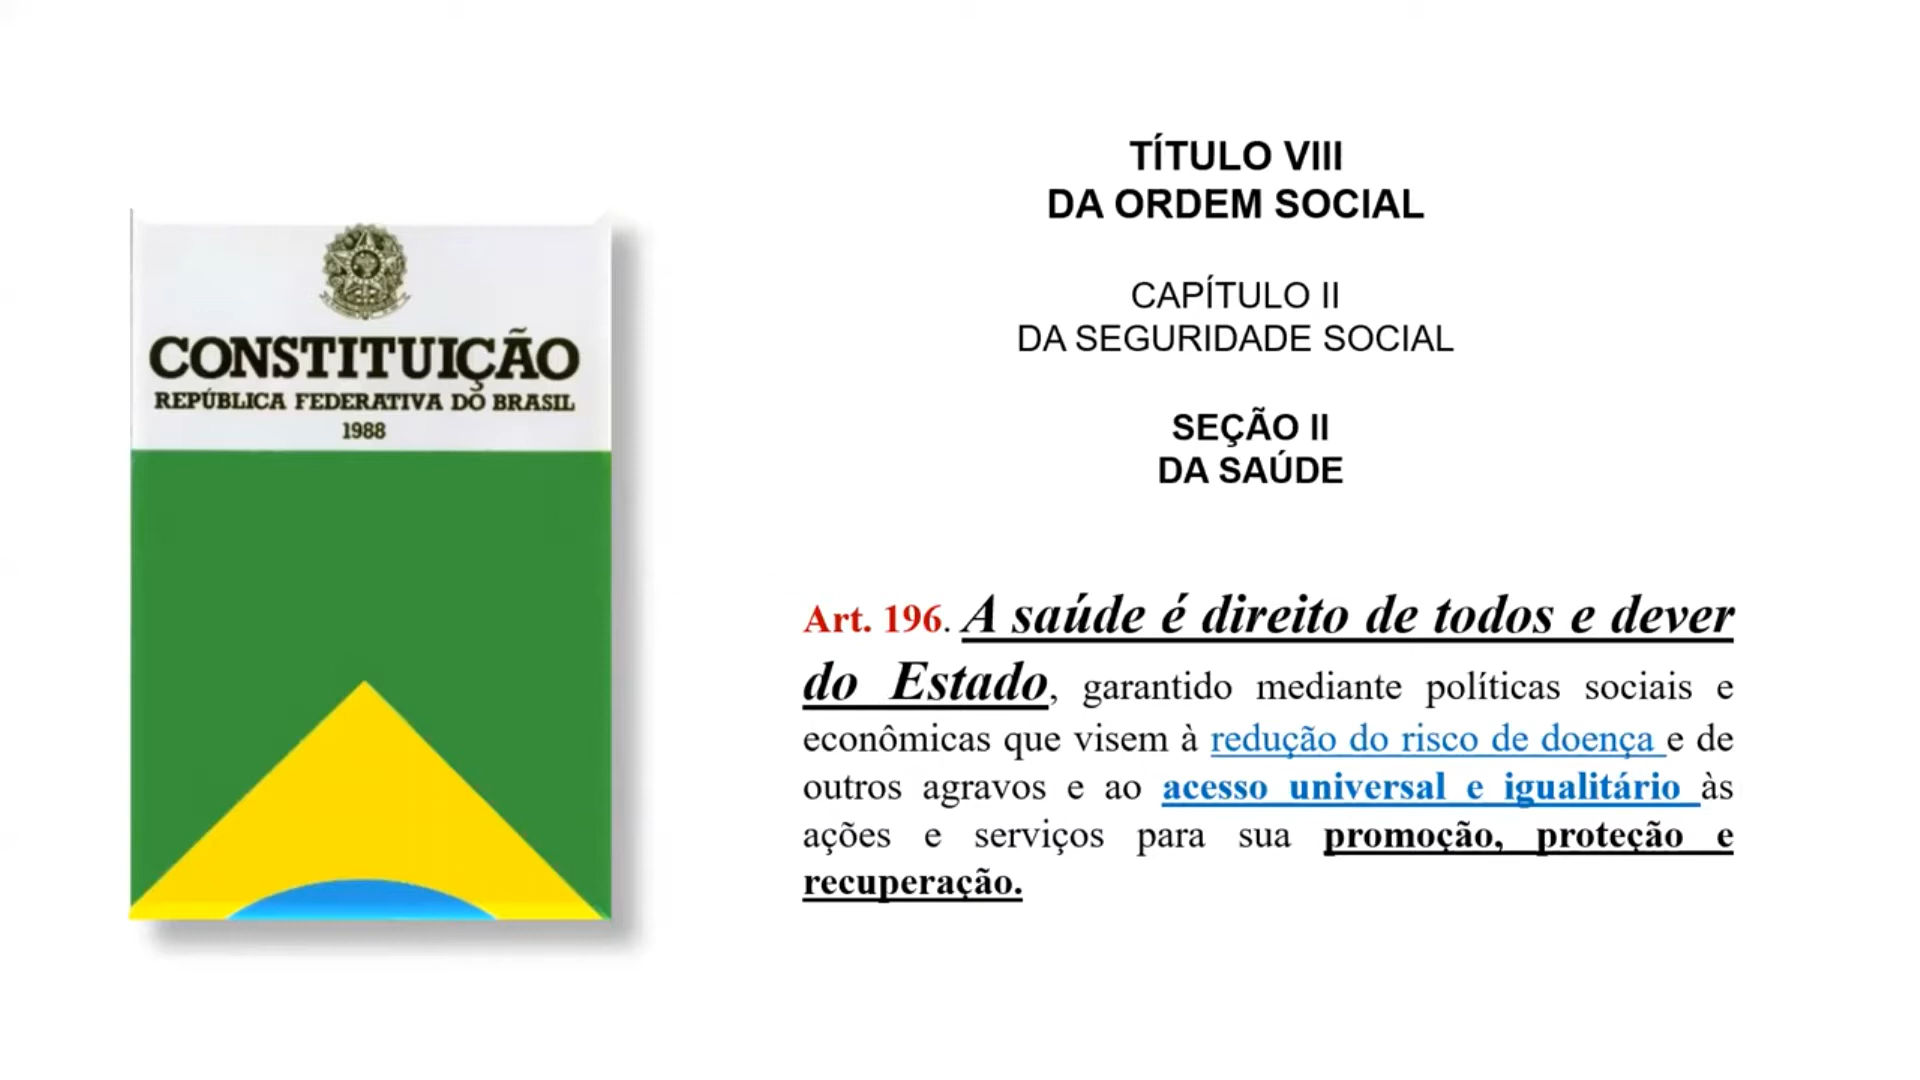 CONSTITUIÇÃO
REPÚBLICA FEDERATIVA DO BRASIL
1988
TÍTULO VIII
DA ORDEM SOCIAL
CAPÍTULO II
DA SEGURIDADE SOCIAL
SEÇÃO II
DA SAÚDE
Art. 196. A saúde é direito de todos e dever
do Estado, garantido mediante políticas sociais e
econômicas que visem à redução do risco de doença e de
outros agravos e ao acesso universal e igualitário às
ações e serviços para sua promoção, proteção e
recuperação.